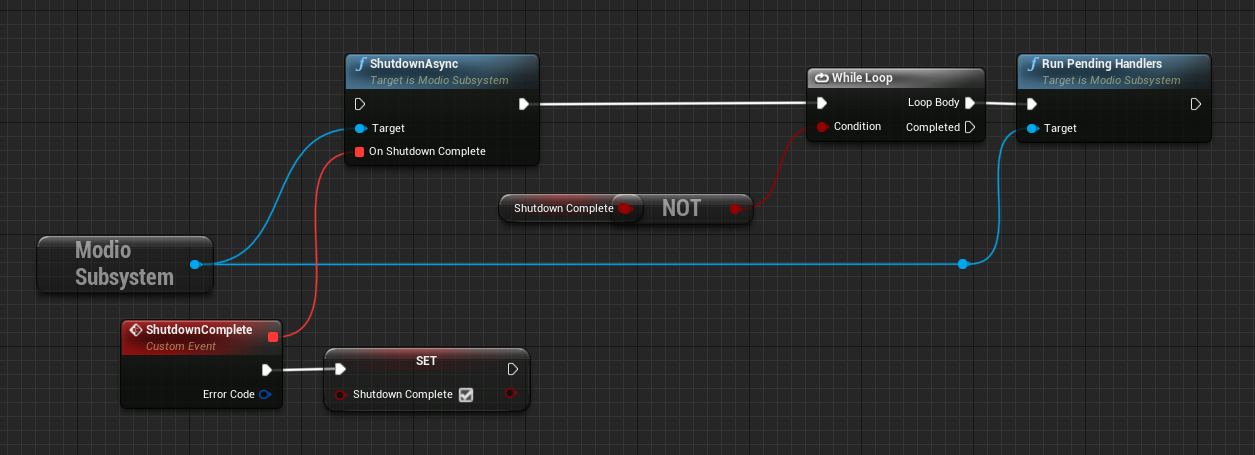 ShutdownAsync
Target is Modio Subsystem
Target
On Shutdown Complete
While Loop
Loop Body
Condition
Completed
Run Pending Handlers
Target is Modio Subsystem
Target
Shutdown Complete
NOT
Modio
Subsystem
ShutdownComplete
Custom Event
Error Code
SET
Shutdown Complete